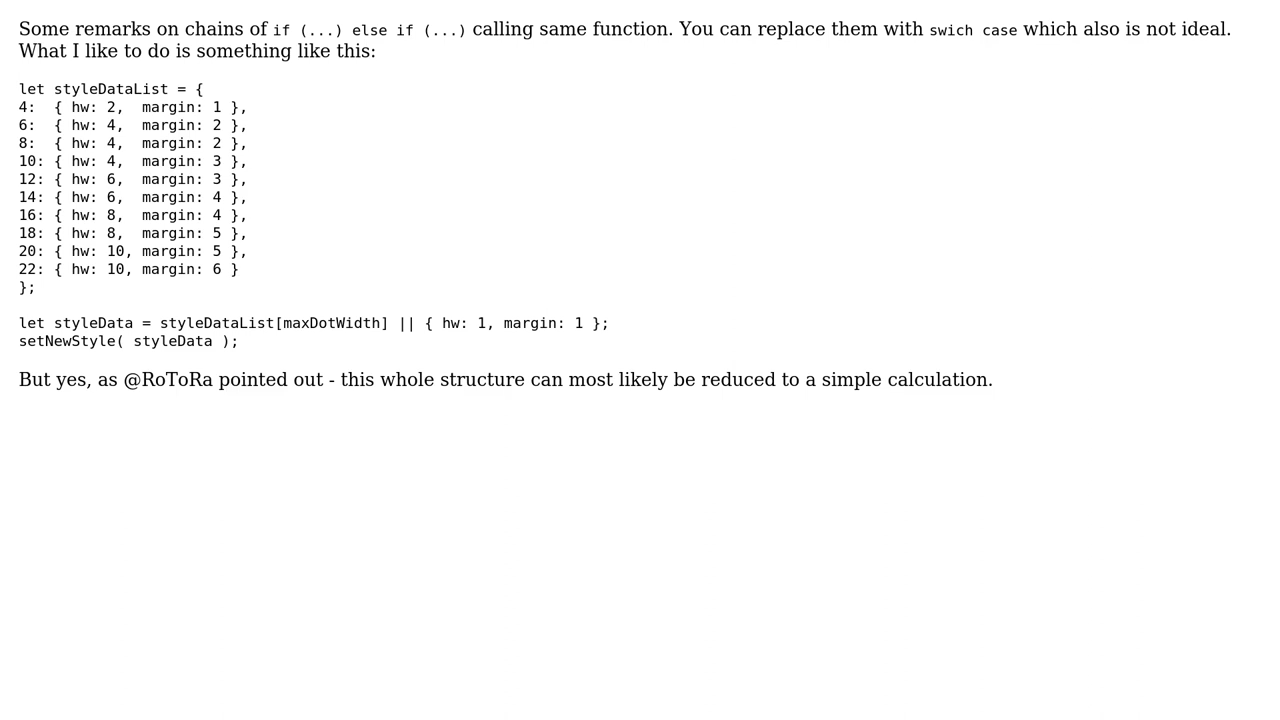 Some remarks on chains of if (...) else if (...) calling same function. You can replace them with swich case which also is not ideal.
What I like to do is something like this:
let styleDataList = {
4:  { hw: 2,  margin: 1 },
6:  { hw: 4,  margin: 2 },
8:  { hw: 4,  margin: 2 },
10: { hw: 4,  margin: 3 },
12: { hw: 6,  margin: 3 },
14: { hw: 6,  margin: 4 },
16: { hw: 8,  margin: 4 },
18: { hw: 8,  margin: 5 },
20: { hw: 10, margin: 5 },
22: { hw: 10, margin: 6 }
};
let styleData = styleDataList[maxDotWidth] || { hw: 1, margin: 1 };
setNewStyle( styleData );
But yes, as @RoToRa pointed out - this whole structure can most likely be reduced to a simple calculation.